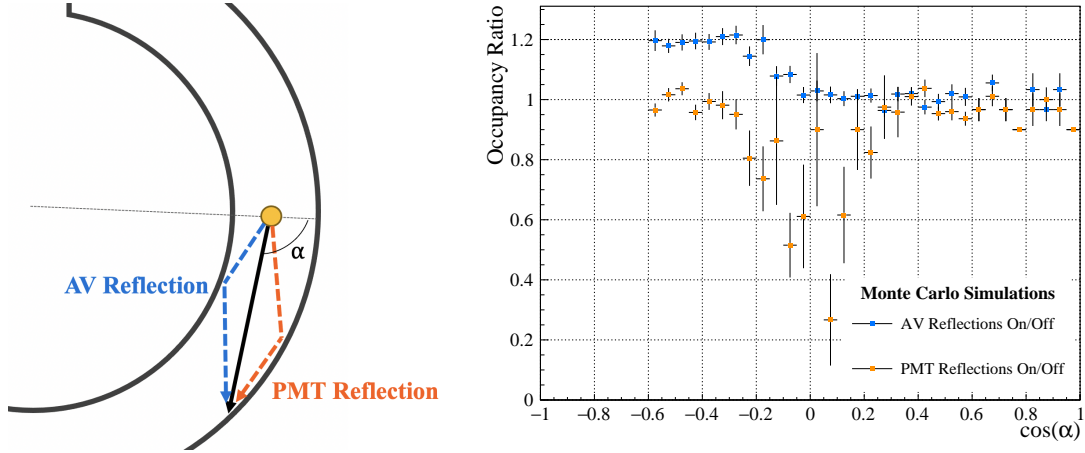 α
AV Reflection
PMT Reflection
Occupancy Ratio
1.2
1
0.8
0.6
0.4
0.2
0
Monte Carlo Simulations
AV Reflections On/Off
PMT Reflections On/Off
−1 −0.8 −0.6 −0.4 −0.2 0 0.2 0.4 0.6 0.8 1
cos(α)